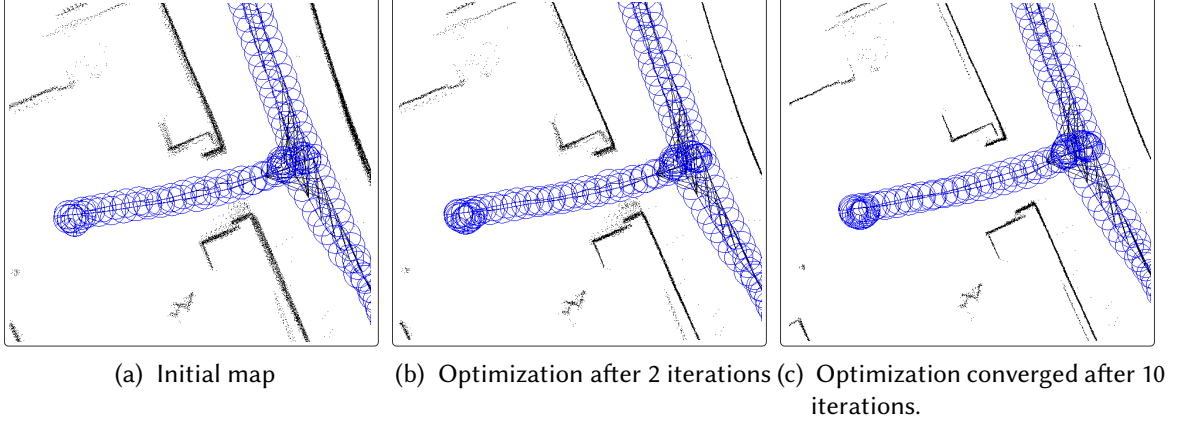 (a) Initial map
(b) Optimization after 2 iterations
(c) Optimization converged after 10
iterations.